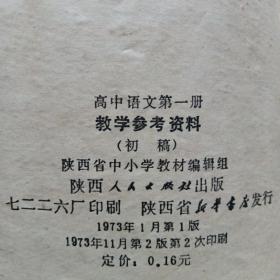 高中语文第一册
教学参考资料
(初稿)
陕西省中小学教材编辑组
陕西人民出版社出版
七二二六厂印刷 陕西省新华书店发行
1973年1月第1版
1973年11月第2版第2次印刷
定价：0.16元